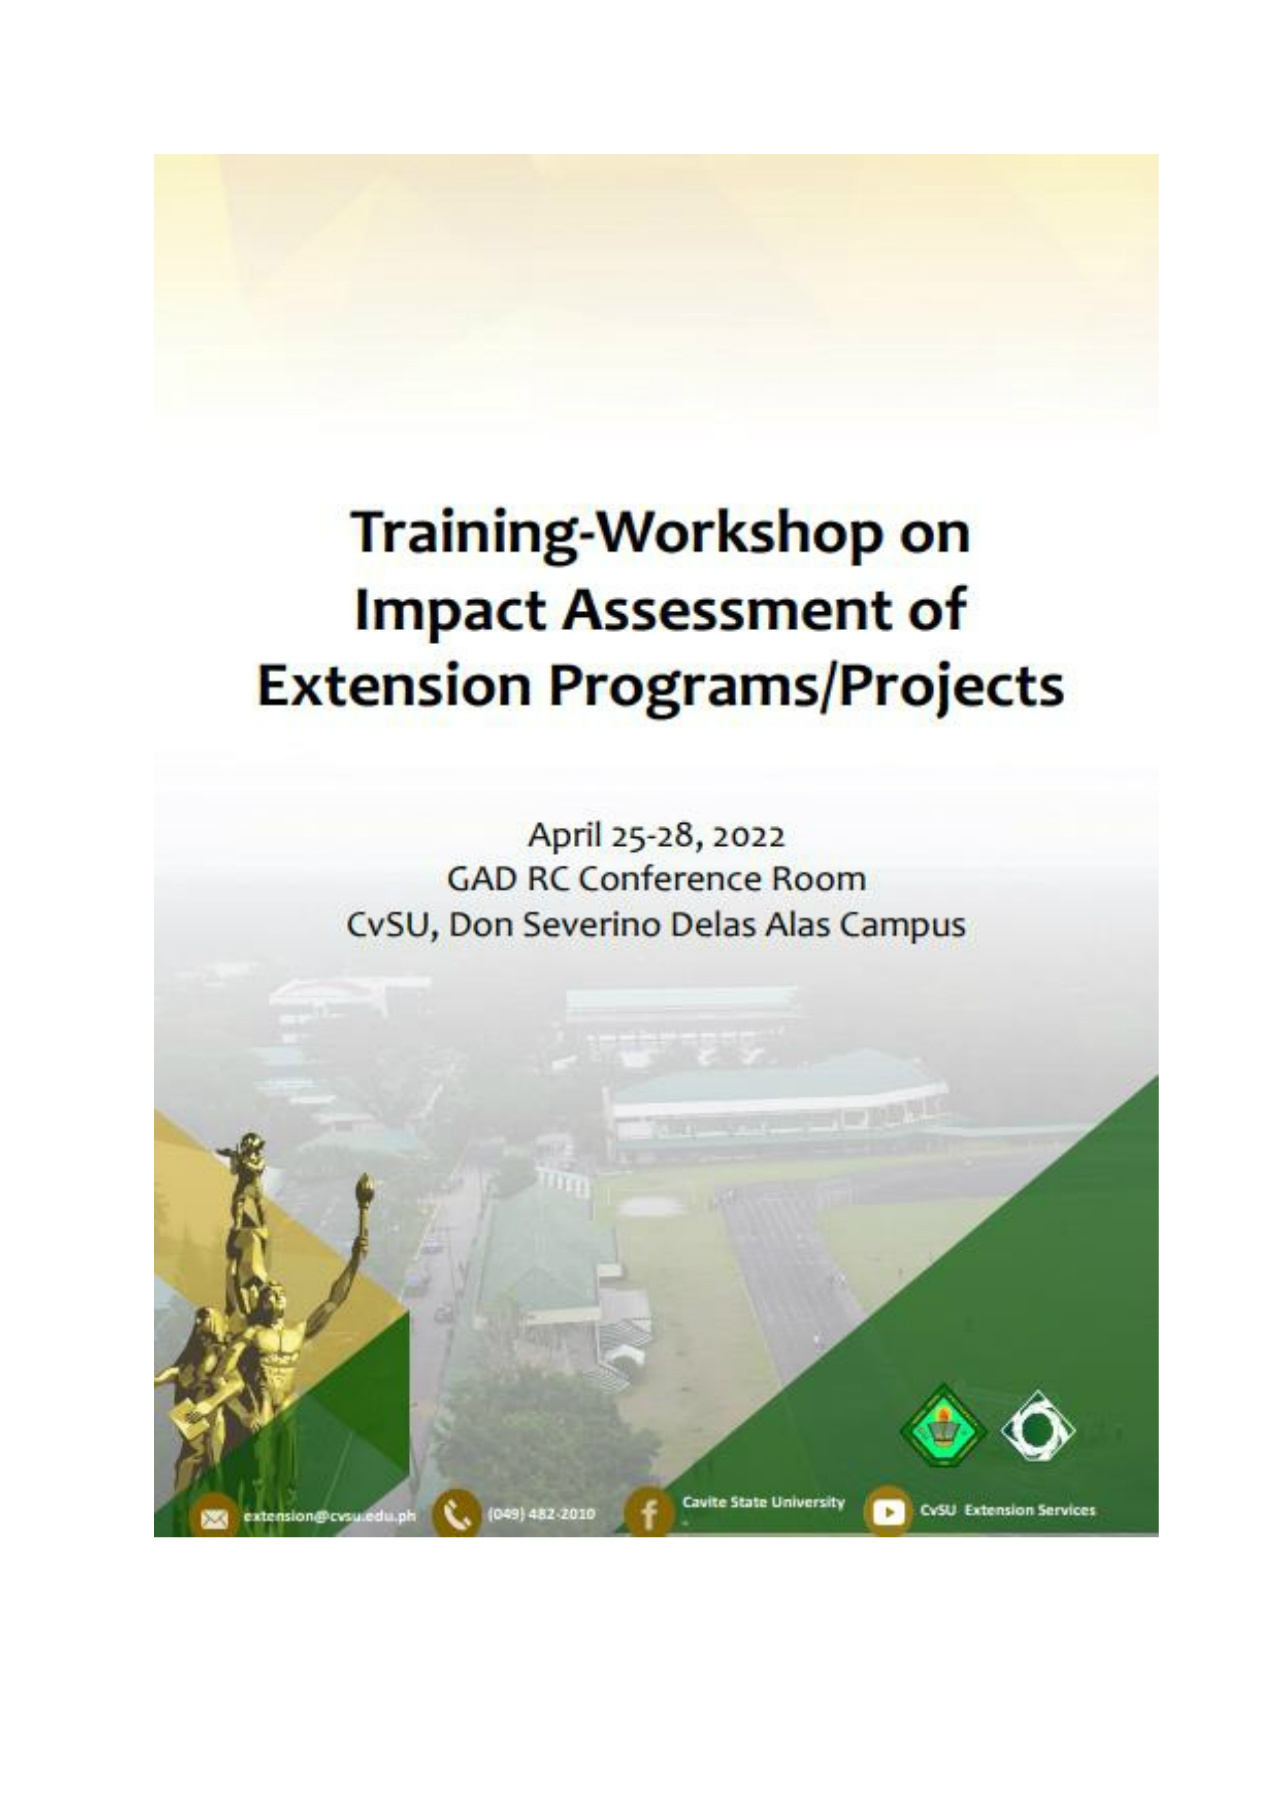 Training-Workshop on
Impact Assessment of
Extension Programs/Projects
April 25-28, 2022
GAD RC Conference Room
CvSU, Don Severino Delas Alas Campus
extension@cvsu.edu.ph
(049) 482-2010
Cavite State University
CvSU Extension Services